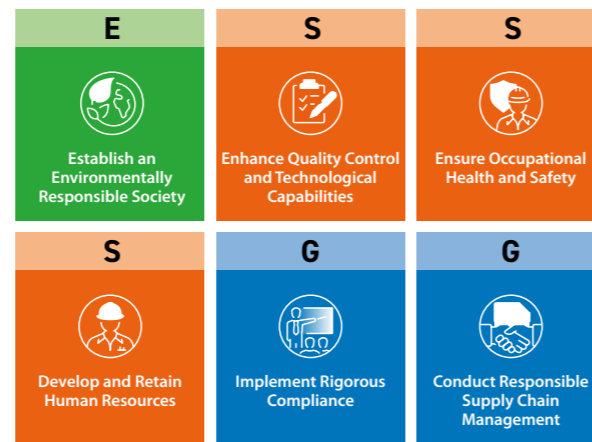 E
Establish an
Environmentally
Responsible Society
S
Enhance Quality Control
and Technological
Capabilities
S
Ensure Occupational
Health and Safety
S
Develop and Retain
Human Resources
G
Implement Rigorous
Compliance
G
Conduct Responsible
Supply Chain
Management